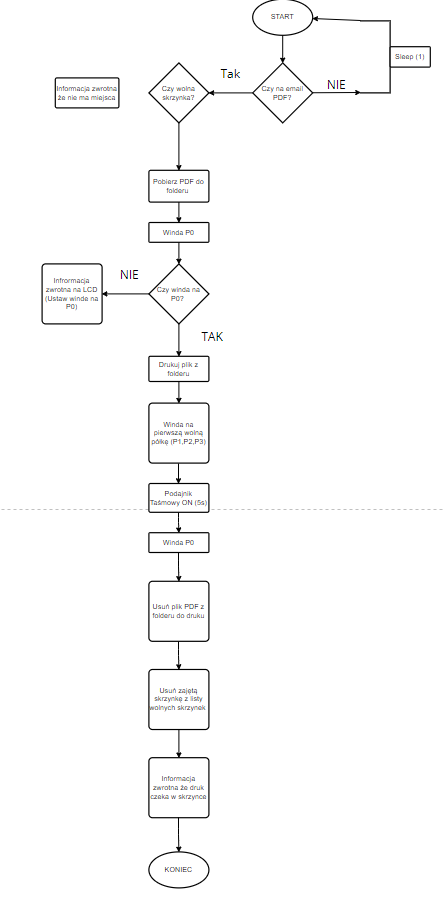 START
Sleep (1)
Tak
NIE
Czy na email
PDF?
Czy wolna
skrzynka?
Informacja zwrotna
że nie ma miejsca
Pobierz PDF do
folderu
Winda P0
NIE
Czy winda na
P0?
Infrormacja
zwrotna na LCD
(Ustaw winde na
P0)
TAK
Drukuj plik z
folderu
Winda na
pierwszą wolną
półkę (P1,P2,P3)
Podajnik
Taśmowy ON (5s)
Winda P0
Usuń plik PDF z
folderu do druku
Usuń zajętą
skrzynkę z listy
wolnych skrzynek.
Informacja
zwrotna że druk
czeka w skrzynce
KONIEC